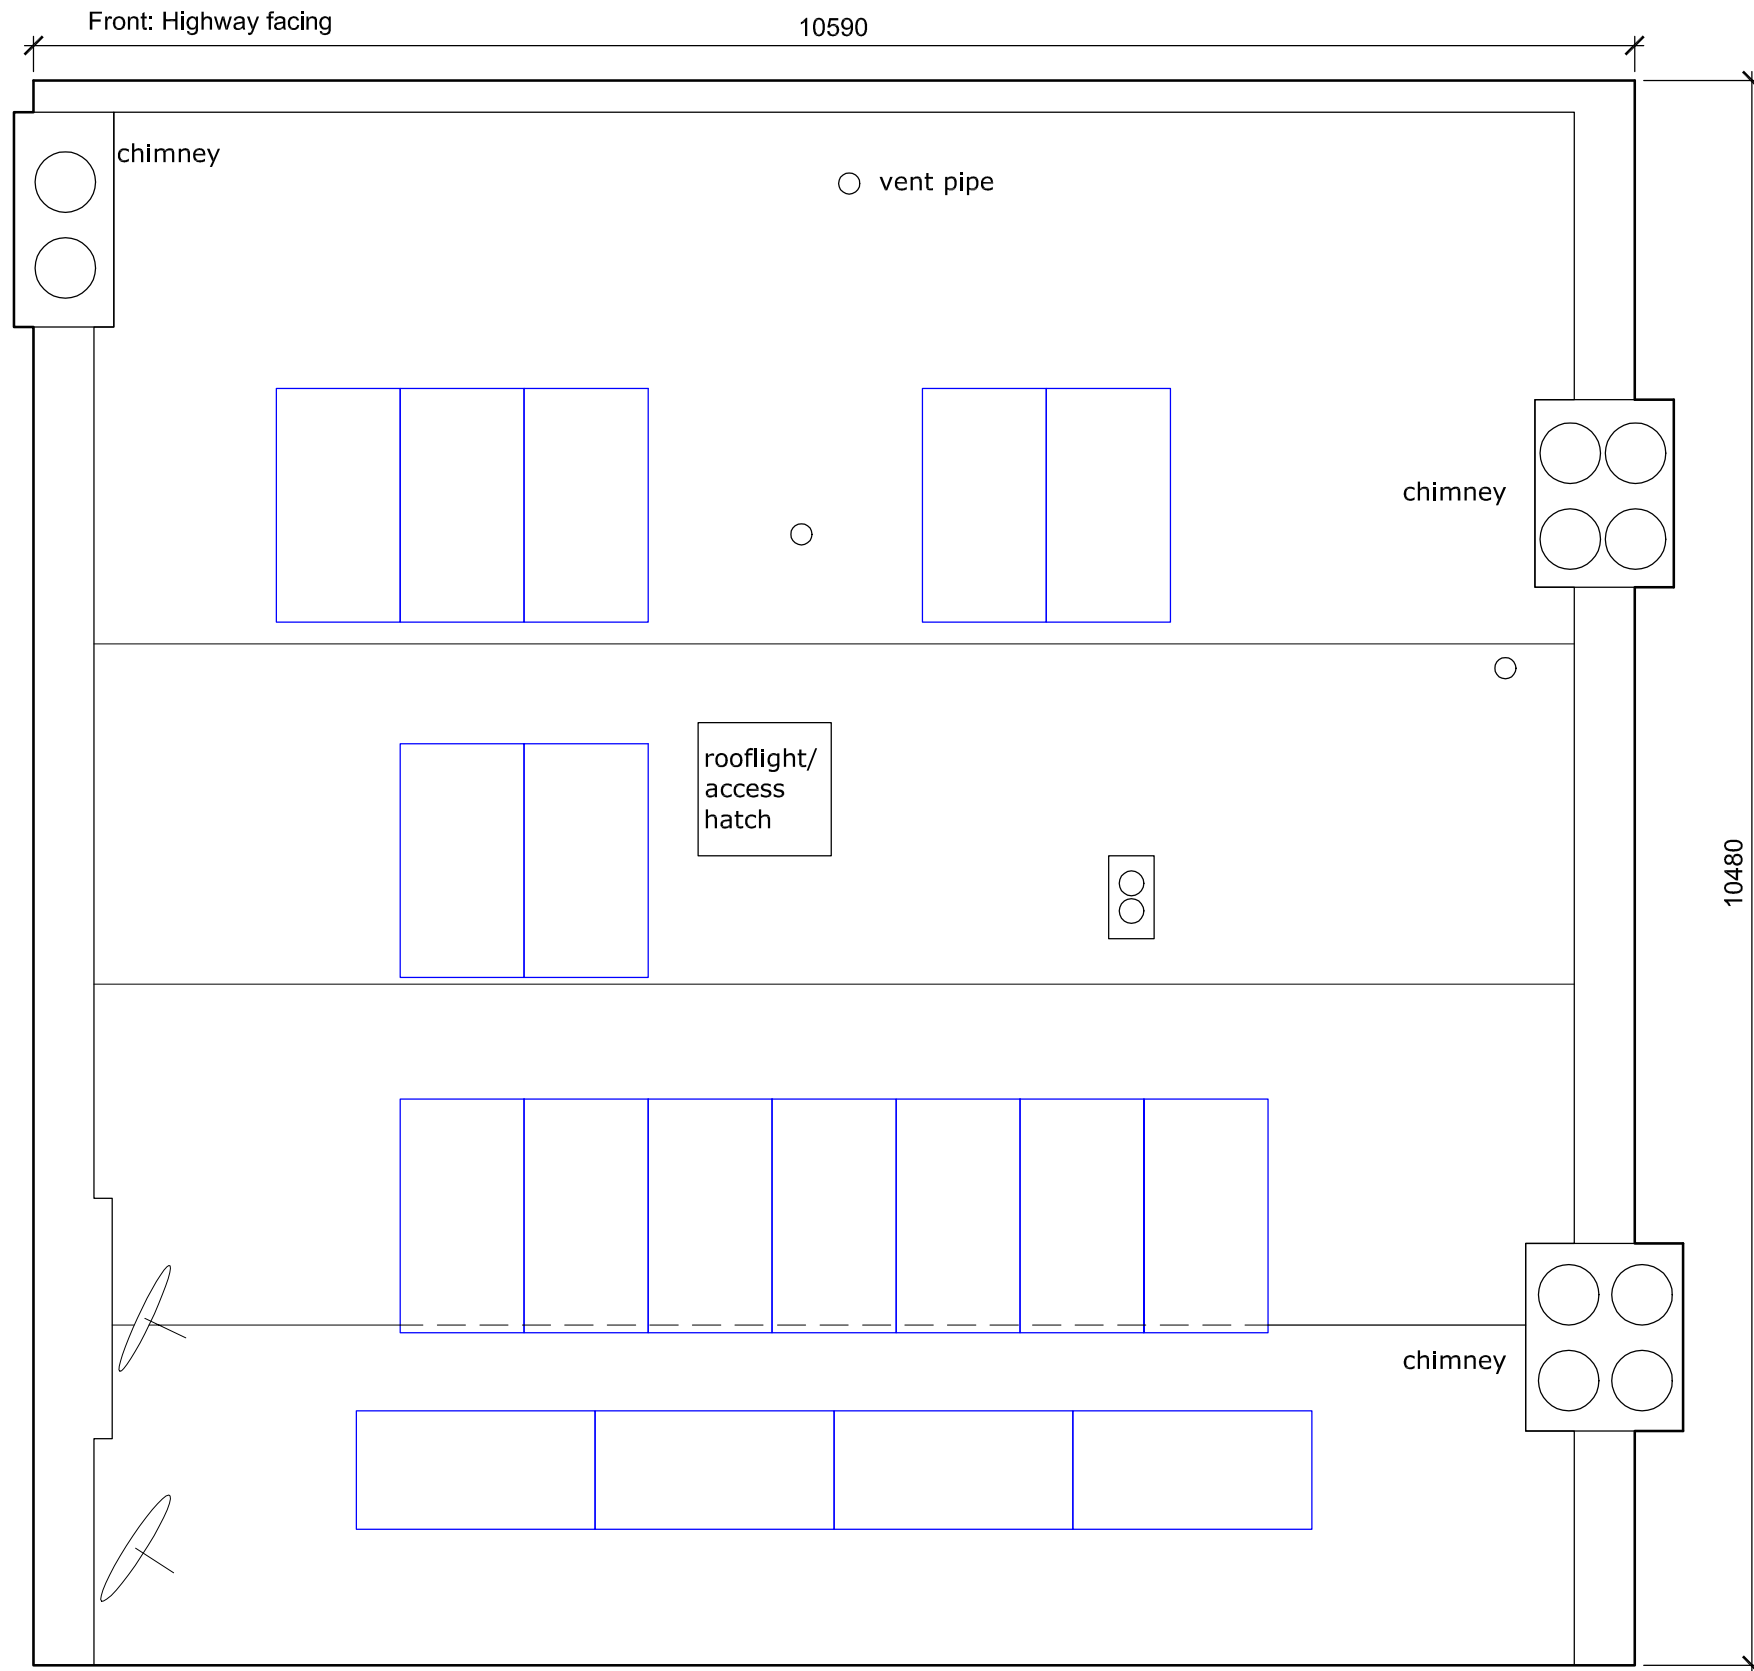 Front: Highway facing
10590
chimney
vent pipe
chimney
rooflight/
access
hatch
10480
chimney